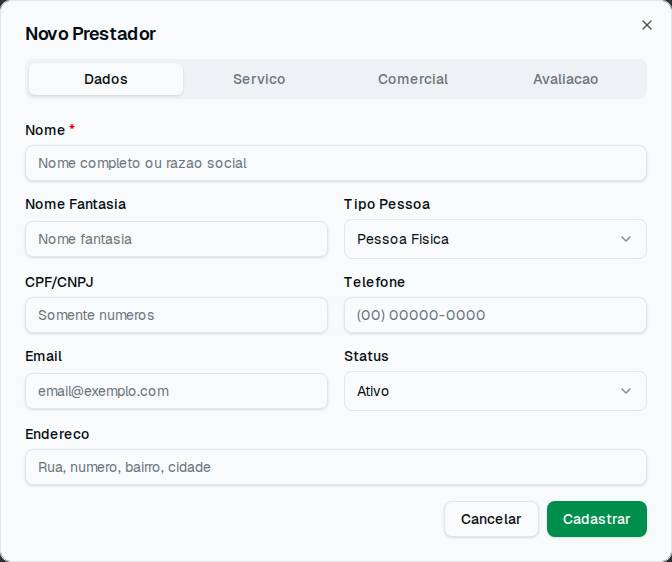 Novo Prestador
Dados Servico Comercial Avaliacao
Nome *
Nome completo ou razao social
Nome Fantasia Tipo Pessoa
Nome fantasia Pessoa Fisica
CPF/CNPJ Telefone
Somente numeros (00) 00000-0000
Email Status
email@exemplo.com Ativo
Endereco
Rua, numero, bairro, cidade
Cancelar Cadastrar